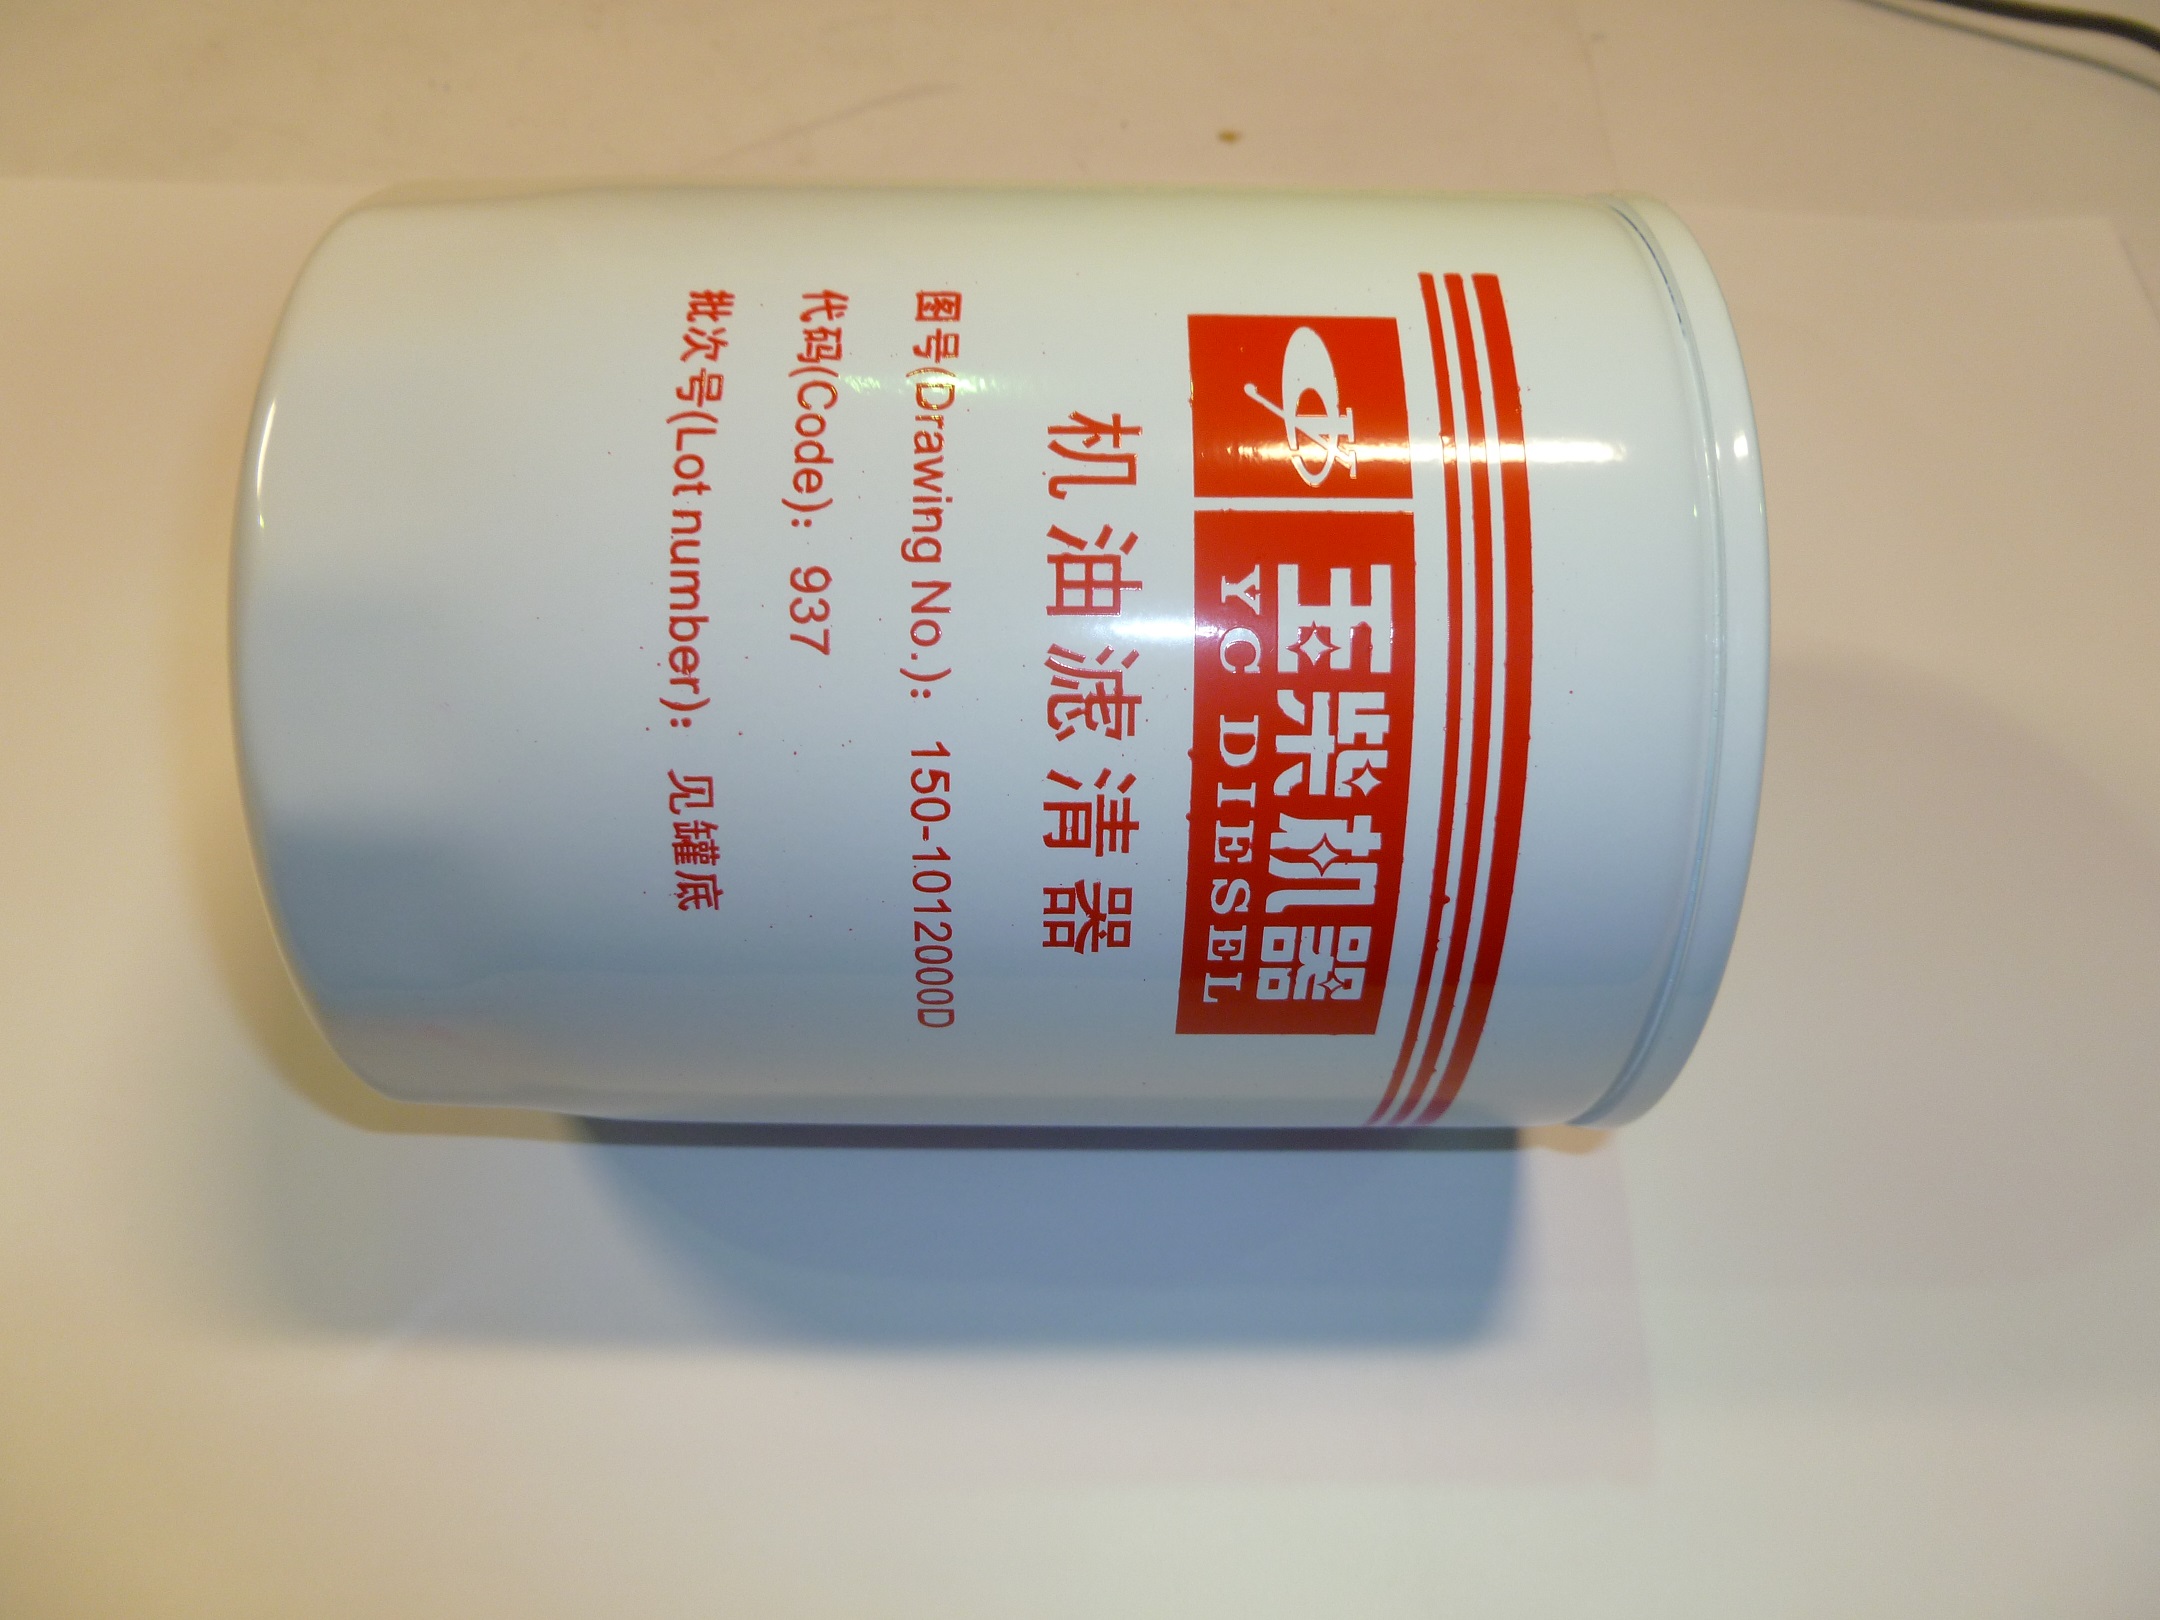 玉柴机器
YC DIESEL
机油滤清器
图号(Drawing No.): 150-1012000D
代码(Code): 937
批次号(Lot number): 见罐底